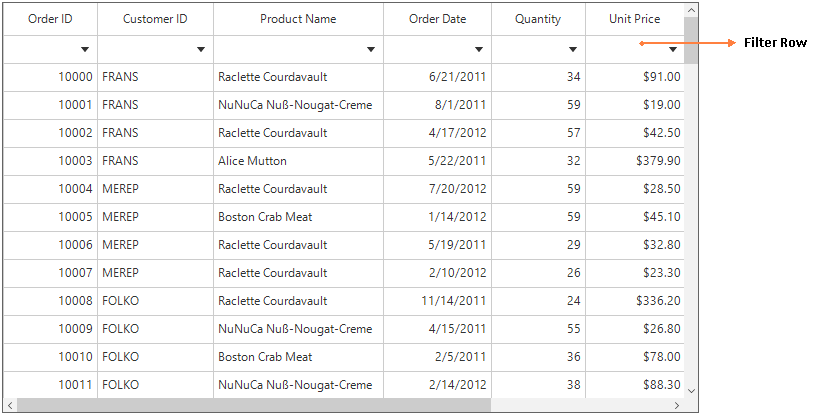 Order ID Customer ID Product Name Order Date Quantity Unit Price
Filter Row
10000 FRANS Raclette Courdavault 6/21/2011 34 $91.00
10001 FRANS NuNuCa Nuß-Nougat-Creme 8/1/2011 59 $19.00
10002 FRANS Raclette Courdavault 4/17/2012 57 $42.50
10003 FRANS Alice Mutton 5/22/2011 32 $379.90
10004 MEREP Raclette Courdavault 7/20/2012 59 $28.50
10005 MEREP Boston Crab Meat 1/14/2012 59 $45.10
10006 MEREP Raclette Courdavault 5/19/2011 29 $32.80
10007 MEREP Raclette Courdavault 2/10/2012 26 $23.30
10008 FOLKO Raclette Courdavault 11/14/2011 24 $336.20
10009 FOLKO NuNuCa Nuß-Nougat-Creme 4/15/2011 55 $26.80
10010 FOLKO Boston Crab Meat 2/5/2011 36 $78.00
10011 FOLKO NuNuCa Nuß-Nougat-Creme 2/14/2012 38 $88.30